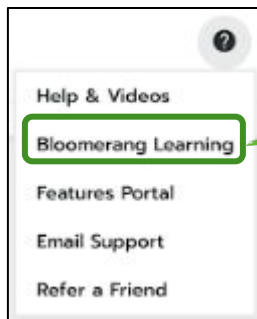 ?
Help & Videos
Bloomerang Learning
Features Portal
Email Support
Refer a Friend